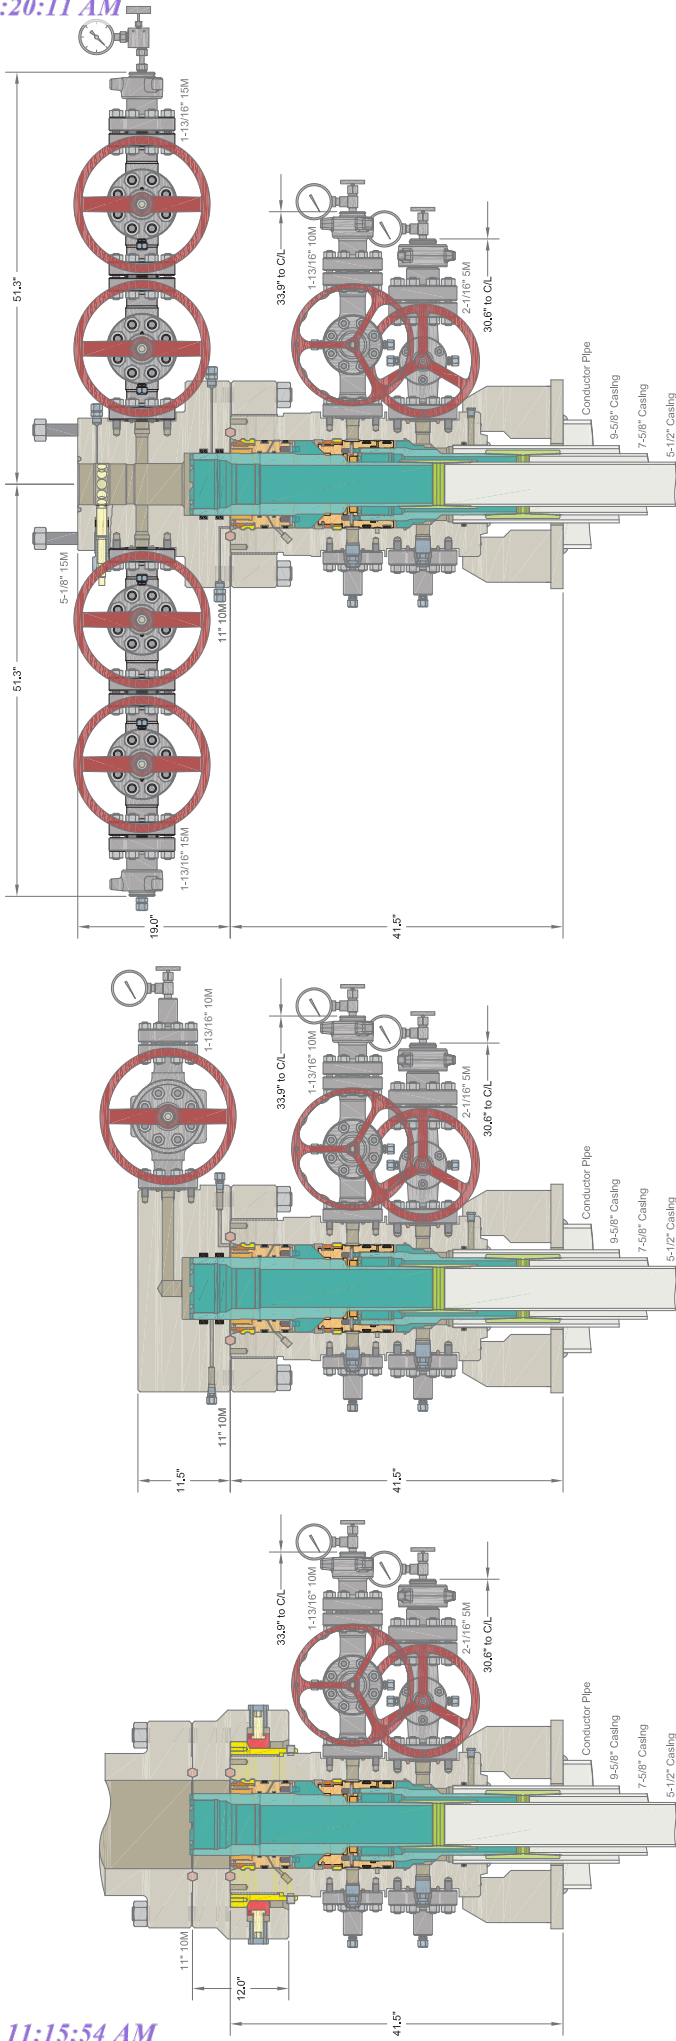 :20:11 AM
1-13/16" 15M
51.3"
33.9" to C/L
1-13/16" 10M
2-1/16" 5M
30.6" to C/L
Conductor Pipe
9-5/8" Casing
7-5/8" Casing
5-1/2" Casing
5-1/8" 15M
11" 10M
51.3"
1-13/16" 15M
19.0"
41.5"
1-13/16" 10M
33.9" to C/L
1-13/16" 10M
2-1/16" 5M
30.6" to C/L
Conductor Pipe
9-5/8" Casing
7-5/8" Casing
5-1/2" Casing
11" 10M
11.5"
41.5"
33.9" to C/L
1-13/16" 10M
2-1/16" 5M
30.6" to C/L
Conductor Pipe
9-5/8" Casing
7-5/8" Casing
5-1/2" Casing
11" 10M
12.0"
41.5"
11:15:54 AM